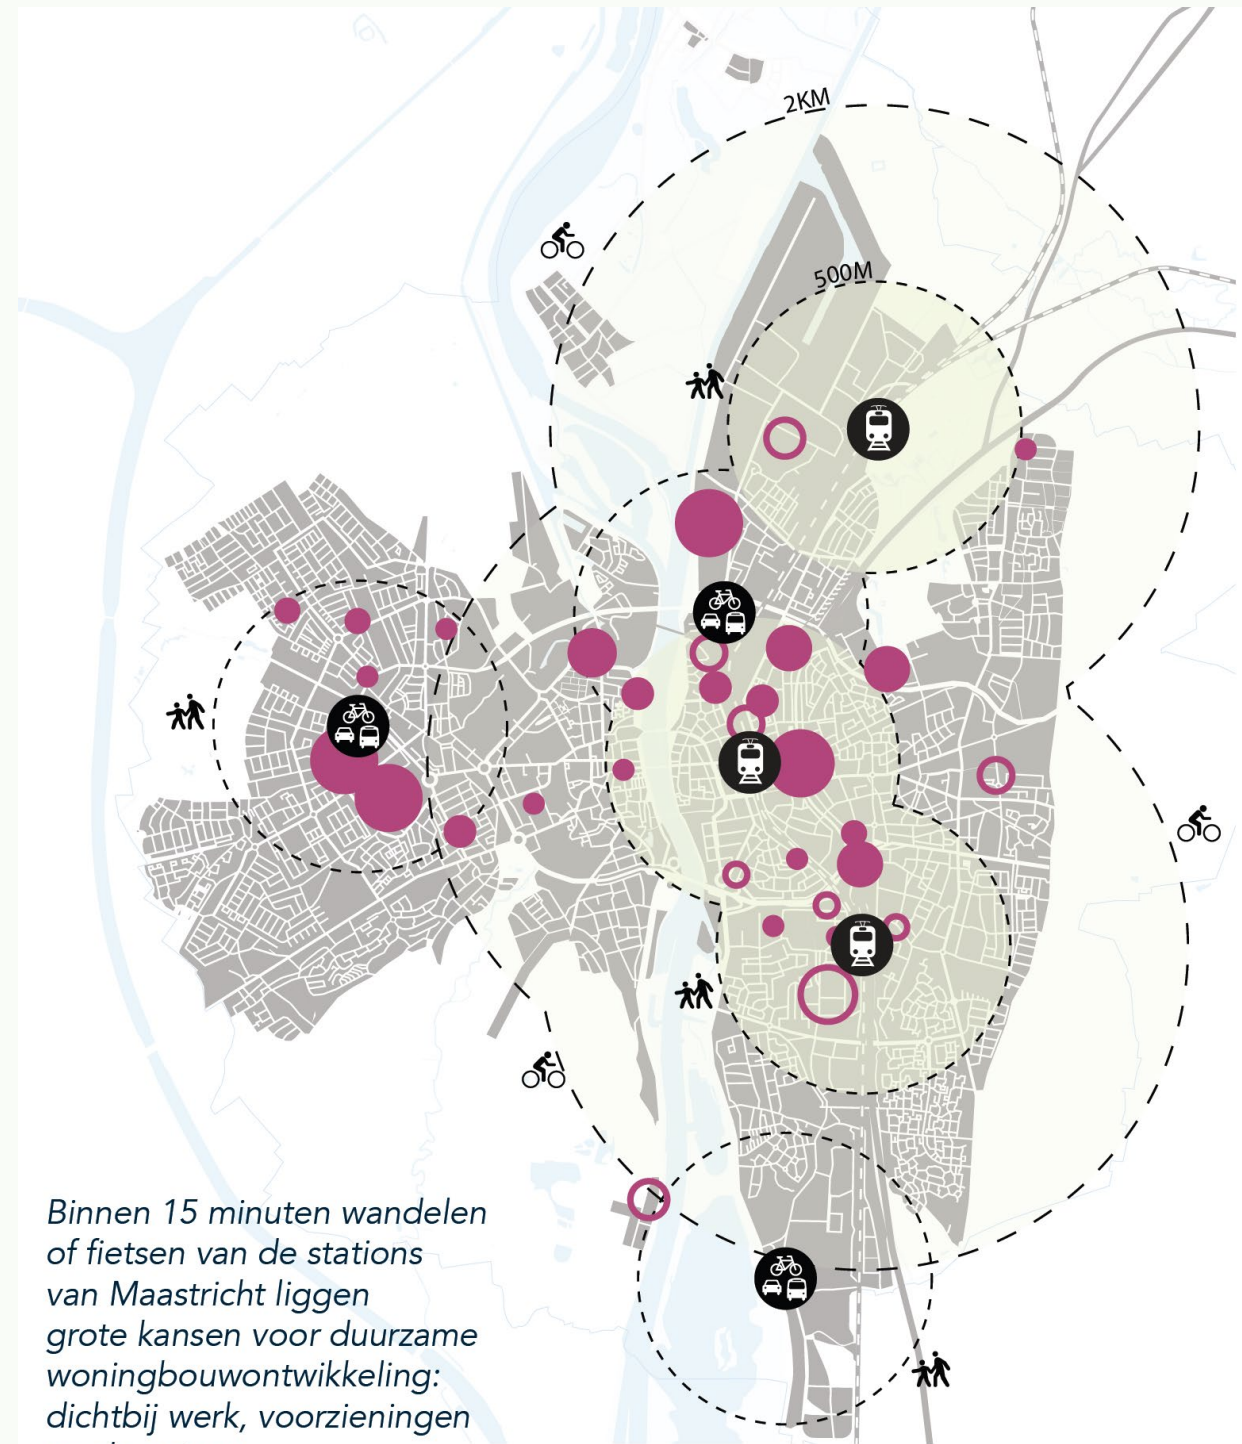 2KM
500M
Binnen 15 minuten wandelen
of fietsen van de stations
van Maastricht liggen
grote kansen voor duurzame
woningbouwontwikkeling:
dichtbij werk, voorzieningen